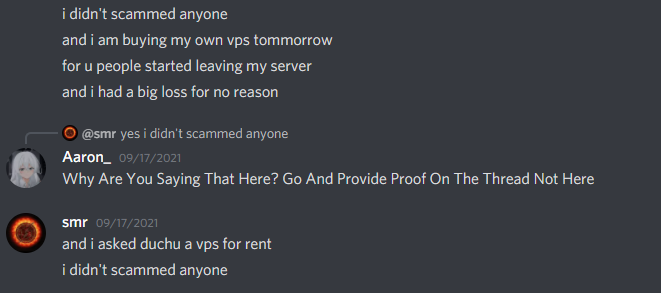 i didn't scammed anyone
and i am buying my own vps tommorrow
for u people started leaving my server
and i had a big loss for no reason
@smr yes i didn't scammed anyone
Aaron_ 09/17/2021
Why Are You Saying That Here? Go And Provide Proof On The Thread Not Here
smr 09/17/2021
and i asked duchu a vps for rent
i didn't scammed anyone